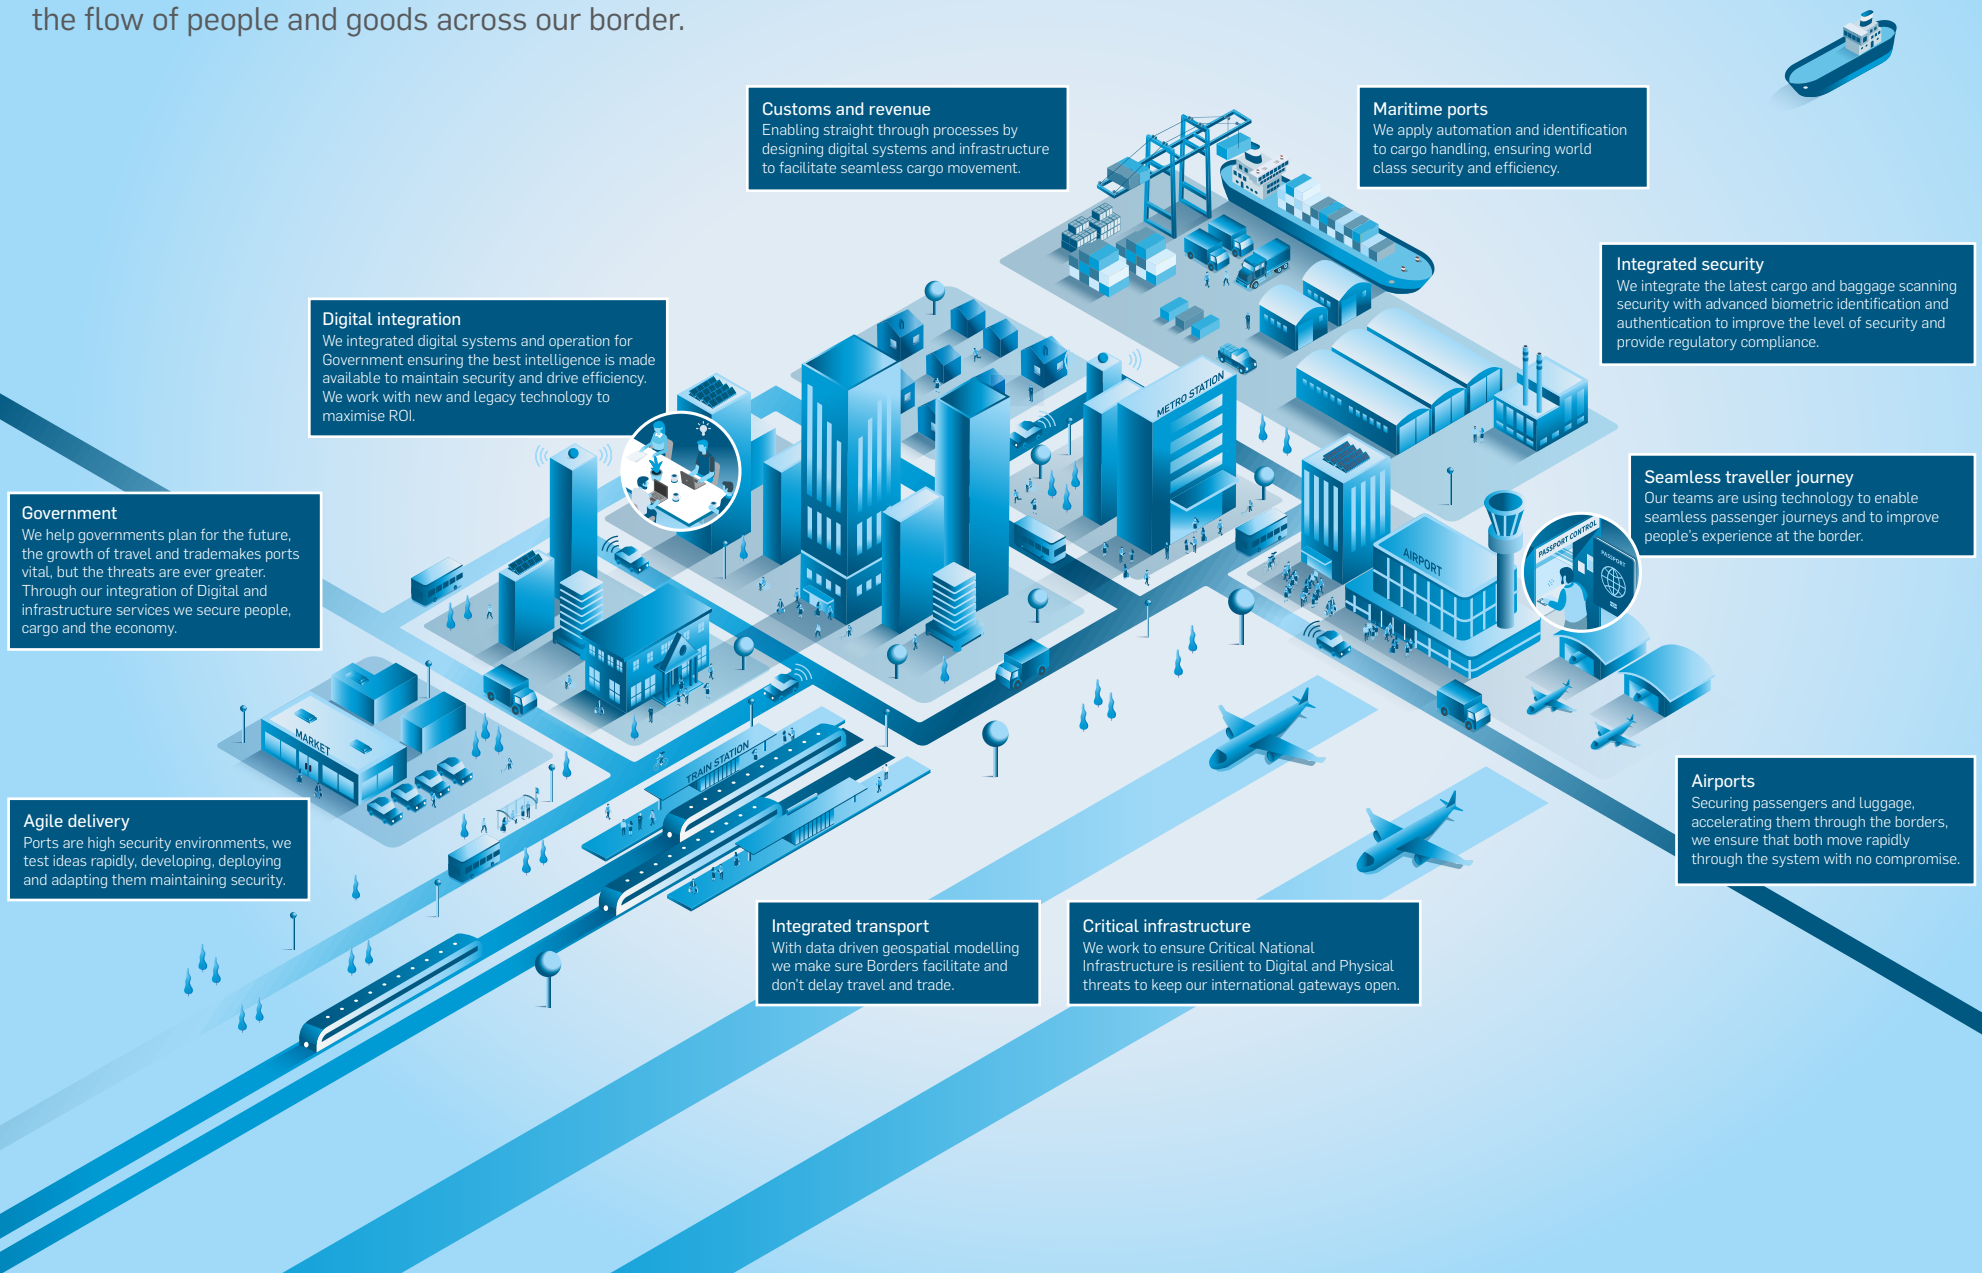 the flow of people and goods across our border.
Customs and revenue
Enabling straight through processes by
designing digital systems and infrastructure
to facilitate seamless cargo movement.
Maritime ports
We apply automation and identification
to cargo handling, ensuring world
class security and efficiency.
Integrated security
We integrate the latest cargo and baggage scanning
security with advanced biometric identification and
authentication to improve the level of security and
provide regulatory compliance.
Digital integration
We integrated digital systems and operation for
Government ensuring the best intelligence is made
available to maintain security and drive efficiency.
We work with new and legacy technology to
maximise ROI.
METRO STATION
Seamless traveller journey
Our teams are using technology to enable
seamless passenger journeys and to improve
people's experience at the border.
Government
We help governments plan for the future,
the growth of travel and trademakes ports
vital, but the threats are ever greater.
Through our integration of Digital and
infrastructure services we secure people,
cargo and the economy.
PASSPORT CONTROL
PASSPORT
AIRPORT
MARKET
TRAIN STATION
Airports
Securing passengers and luggage,
accelerating them through the borders,
we ensure that both move rapidly
through the system with no compromise.
Agile delivery
Ports are high security environments, we
test ideas rapidly, developing, deploying
and adapting them maintaining security.
Integrated transport
With data driven geospatial modelling
we make sure Borders facilitate and
don't delay travel and trade.
Critical infrastructure
We work to ensure Critical National
Infrastructure is resilient to Digital and Physical
threats to keep our international gateways open.